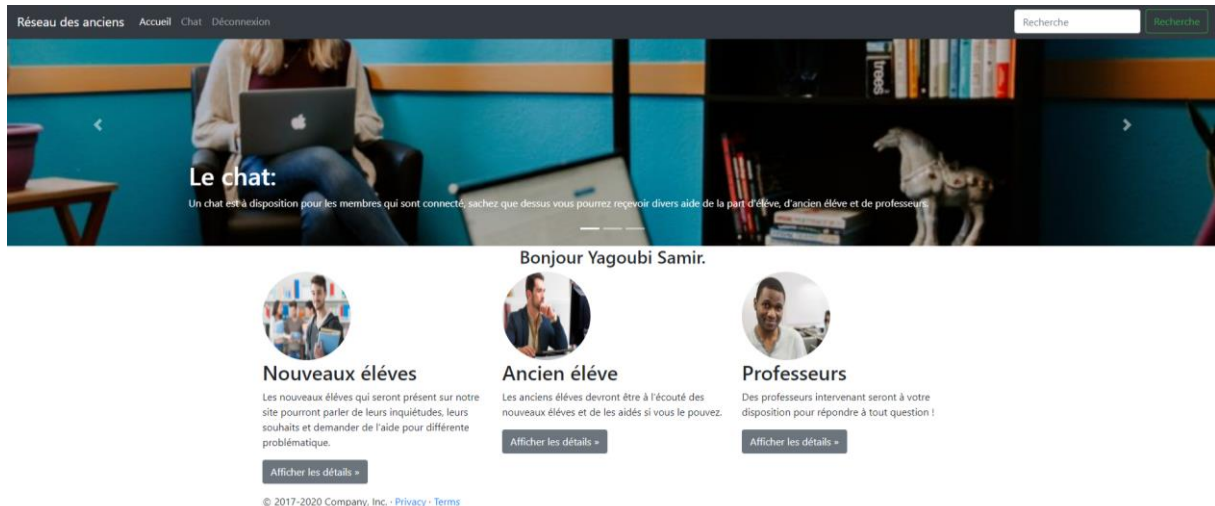 Réseau des anciens Accueil Chat Déconnexion Recherche Recherche
trees
Le chat:
Un chat est à disposition pour les membres qui sont connecté, sachez que dessus vous pourrez reçevoir divers aide de la part d'éléve, d'ancien éléve et de professeurs.
Bonjour Yagoubi Samir.
Nouveaux éléves
Les nouveaux éléves qui seront présent sur notre
site pourront parler de leurs inquiétudes, leurs
souhaits et demander de l'aide pour différente
problématique.
Afficher les détails »
Ancien éléve
Les anciens éléves devront être à l'écouté des
nouveaux éléves et de les aidés si vous le pouvez.
Afficher les détails »
Professeurs
Des professeurs intervenant seront à votre
disposition pour répondre à tout question !
Afficher les détails »
© 2017-2020 Company, Inc. · Privacy · Terms